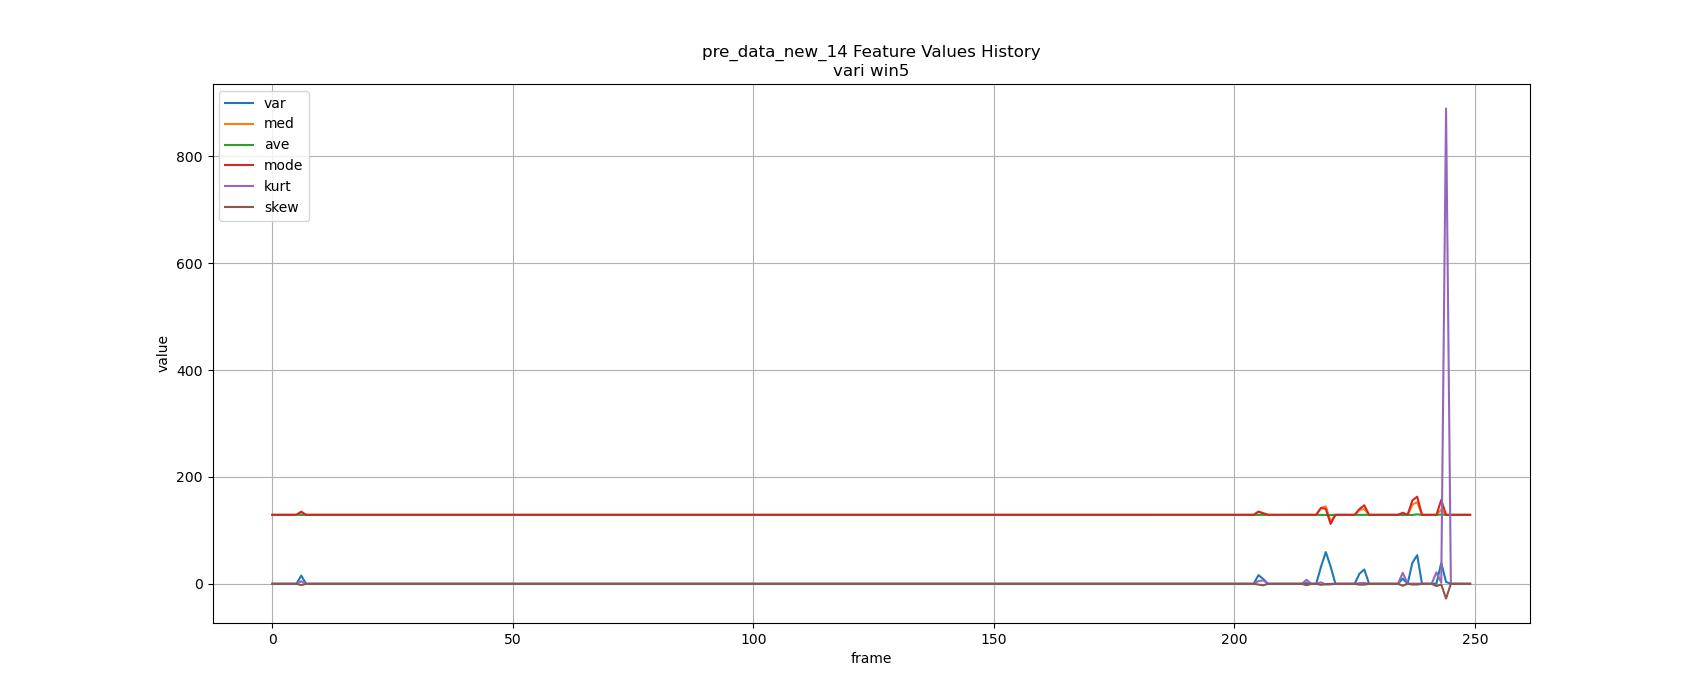 pre_data_new_14 Feature Values History
vari win5
var
med
ave
mode
kurt
skew
800
600
400
200
0
value
0 50 100 150 200 250
frame